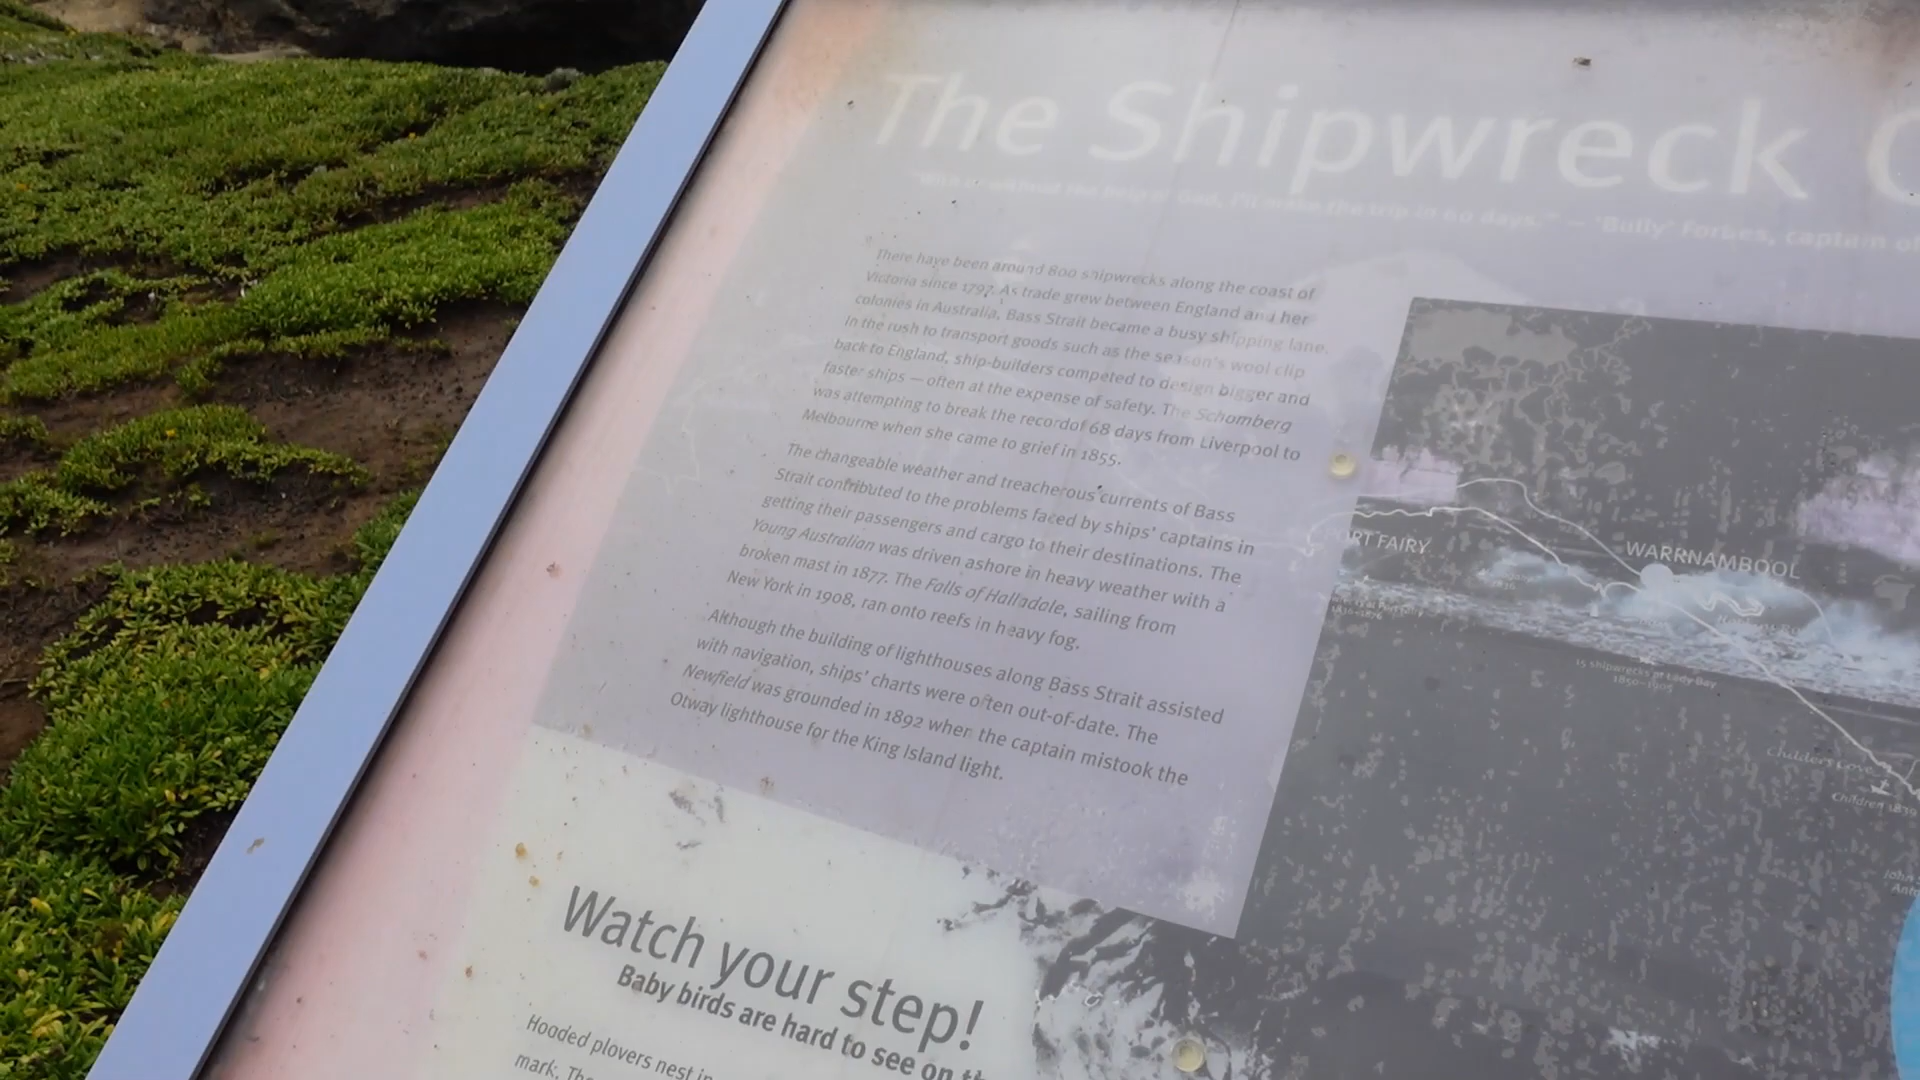 The Shipwreck
help me God, I'll make the trip in 60 days." — 'Bully' Forbes, captain of
There have been around 800 shipwrecks along the coast of
Victoria since 1797. As trade grew between England and her
colonies in Australia, Bass Strait became a busy shipping lane.
In the rush to transport goods such as the season's wool clip
back to England, ship-builders competed to design bigger and
faster ships — often at the expense of safety. The Schomberg
was attempting to break the recordof 68 days from Liverpool to
Melbourne when she came to grief in 1855.
The changeable weather and treacherous currents of Bass
Strait contributed to the problems faced by ships' captains in
getting their passengers and cargo to their destinations. The
Young Australian was driven ashore in heavy weather with a
broken mast in 1877. The Falls of Halladale, sailing from
New York in 1908, ran onto reefs in heavy fog.
Although the building of lighthouses along Bass Strait assisted
with navigation, ships' charts were often out-of-date. The
Newfield was grounded in 1892 when the captain mistook the
Otway lighthouse for the King Island light.
PORT FAIRY
WARRNAMBOOL
15 shipwrecks at Lady Bay
1850–1905
Childers Cove
Children 1839
John
Watch your step!
Baby birds are hard to see on
Hooded plovers nest in
mark. The